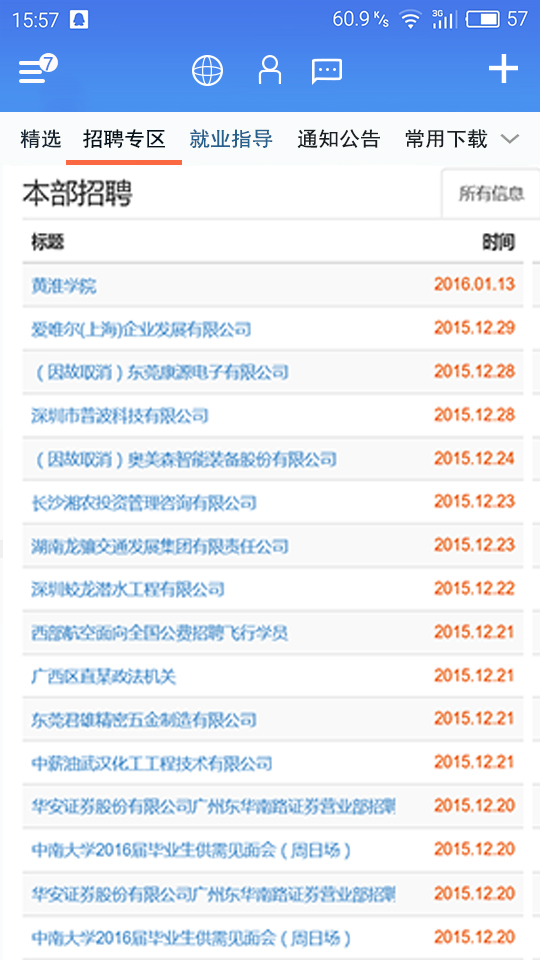 15:57 60.9 K/s 3G 57
7
精选 招聘专区 就业指导 通知公告 常用下载
本部招聘 所有信息
标题 时间
黄淮学院 2016.01.13
爱唯尔(上海)企业发展有限公司 2015.12.29
（因故取消）东莞康源电子有限公司 2015.12.28
深圳市普波科技有限公司 2015.12.28
（因故取消）奥美森智能装备股份有限公司 2015.12.24
长沙湘农投资管理咨询有限公司 2015.12.23
湖南龙骧交通发展集团有限责任公司 2015.12.23
深圳蛟龙潜水工程有限公司 2015.12.22
西部航空面向全国公费招聘飞行学员 2015.12.21
广西区直某政法机关 2015.12.21
东莞君雄精密五金制造有限公司 2015.12.21
中薪油武汉化工工程技术有限公司 2015.12.21
华安证券股份有限公司广州东华南路证券营业部招聘 2015.12.20
中南大学2016届毕业生供需见面会（周日场） 2015.12.20
华安证券股份有限公司广州东华南路证券营业部招聘 2015.12.20
中南大学2016届毕业生供需见面会（周日场） 2015.12.20